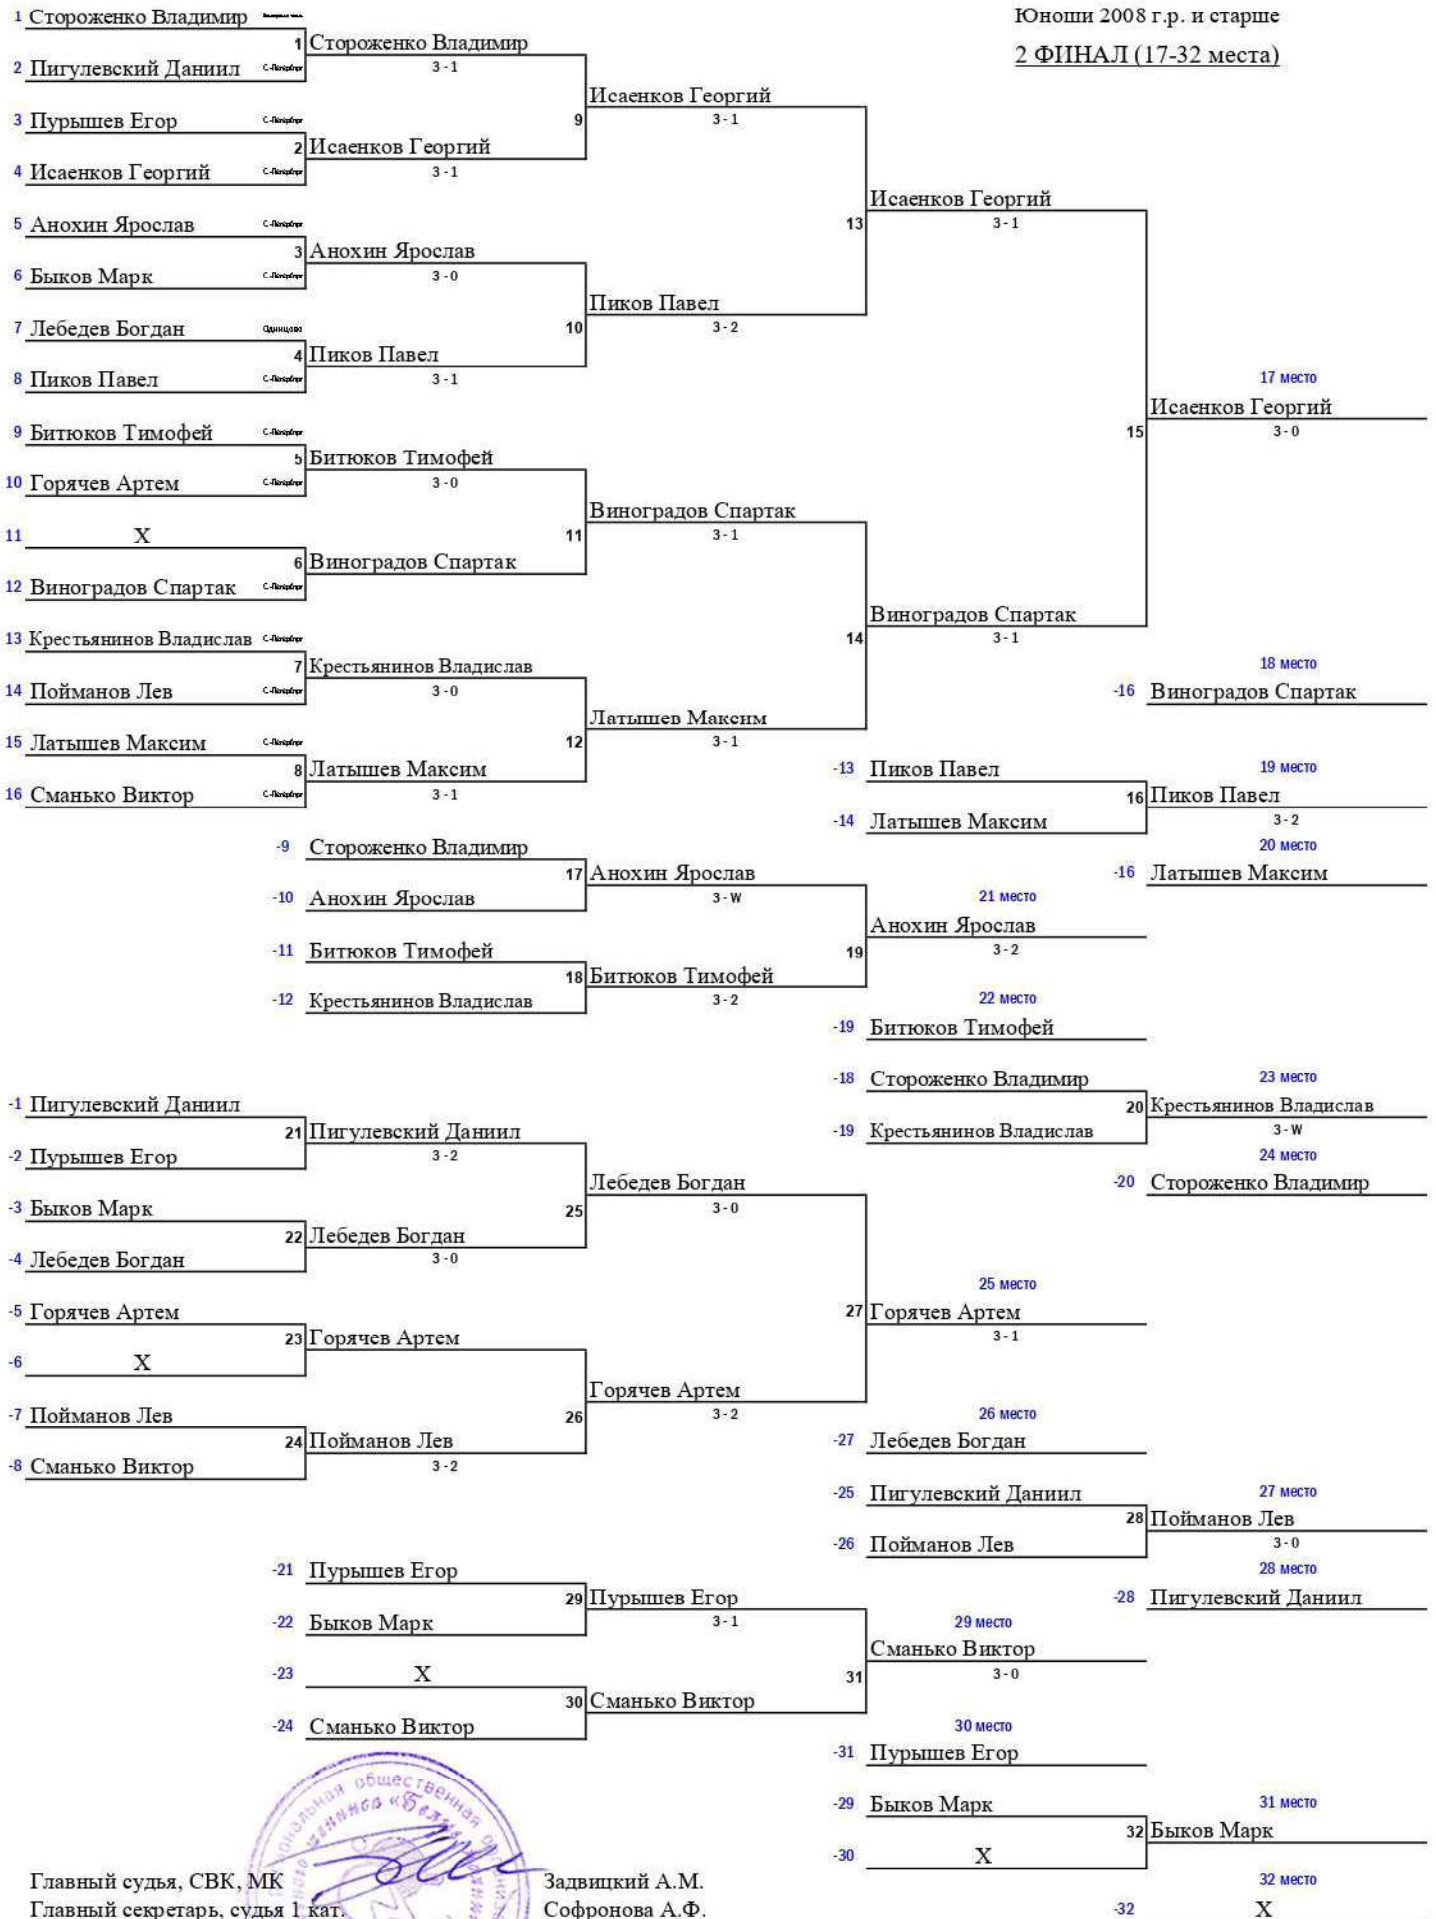 Юноши 2008 г.р. и старше
2 ФИНАЛ (17-32 места)
1 Стороженко Владимир
1 Стороженко Владимир
3 - 1
2 Пигулевский Даниил С.-Петербург
Исаенков Георгий
3 - 1
9
3 Пурышев Егор С.-Петербург
2 Исаенков Георгий
3 - 1
4 Исаенков Георгий С.-Петербург
Исаенков Георгий
3 - 1
13
5 Анохин Ярослав С.-Петербург
3 Анохин Ярослав
3 - 0
6 Быков Марк С.-Петербург
Пиков Павел
3 - 2
10
7 Лебедев Богдан Одинцово
4 Пиков Павел
3 - 1
8 Пиков Павел С.-Петербург
17 место
Исаенков Георгий
3 - 0
15
9 Битюков Тимофей С.-Петербург
5 Битюков Тимофей
3 - 0
10 Горячев Артем С.-Петербург
Виноградов Спартак
3 - 1
11
11 X
6 Виноградов Спартак
12 Виноградов Спартак С.-Петербург
Виноградов Спартак
3 - 1
14
13 Крестьянинов Владислав С.-Петербург
7 Крестьянинов Владислав
3 - 0
14 Пойманов Лев С.-Петербург
18 место
-16 Виноградов Спартак
Латышев Максим
3 - 1
12
15 Латышев Максим С.-Петербург
8 Латышев Максим
3 - 1
16 Сманько Виктор С.-Петербург
-13 Пиков Павел
19 место
16 Пиков Павел
3 - 2
-14 Латышев Максим
20 место
-16 Латышев Максим
-9 Стороженко Владимир
17 Анохин Ярослав
3 - W
-10 Анохин Ярослав
21 место
Анохин Ярослав
3 - 2
19
-11 Битюков Тимофей
18 Битюков Тимофей
3 - 2
-12 Крестьянинов Владислав
22 место
-19 Битюков Тимофей
-18 Стороженко Владимир
23 место
20 Крестьянинов Владислав
3 - W
-19 Крестьянинов Владислав
24 место
-20 Стороженко Владимир
-1 Пигулевский Даниил
21 Пигулевский Даниил
3 - 2
-2 Пурышев Егор
Лебедев Богдан
3 - 0
25
-3 Быков Марк
22 Лебедев Богдан
3 - 0
-4 Лебедев Богдан
25 место
27 Горячев Артем
3 - 1
-5 Горячев Артем
23 Горячев Артем
-6 X
Горячев Артем
3 - 2
26
-7 Пойманов Лев
24 Пойманов Лев
3 - 2
-8 Сманько Виктор
26 место
-27 Лебедев Богдан
-25 Пигулевский Даниил
27 место
28 Пойманов Лев
3 - 0
-26 Пойманов Лев
28 место
-28 Пигулевский Даниил
-21 Пурышев Егор
29 Пурышев Егор
3 - 1
-22 Быков Марк
29 место
Сманько Виктор
3 - 0
31
-23 X
30 Сманько Виктор
-24 Сманько Виктор
30 место
-31 Пурышев Егор
-29 Быков Марк
31 место
32 Быков Марк
-30 X
32 место
-32 X
Главный судья, СВК, МК Задвицкий А.М.
Главный секретарь, судья 1 кат. Софронова А.Ф.
общественная